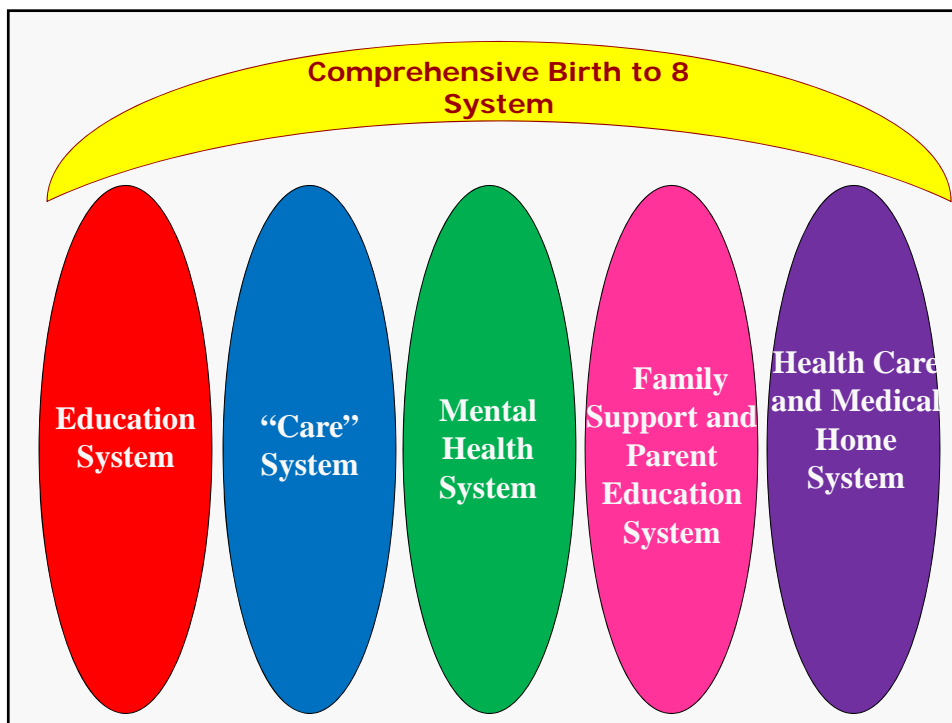 Comprehensive Birth to 8
System
Education
System
“Care”
System
Mental
Health
System
Family
Support and
Parent
Education
System
Health Care
and Medical
Home
System